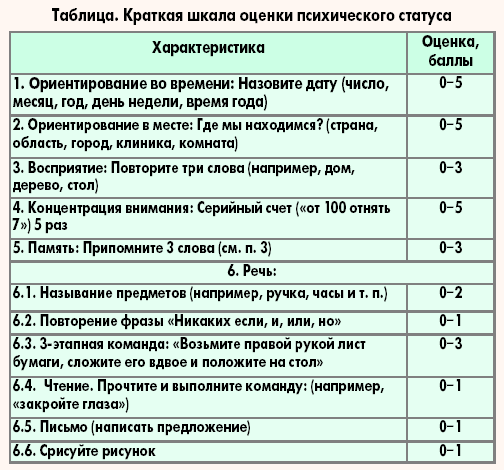 Таблица. Краткая шкала оценки психического статуса
Характеристика
Оценка,
баллы
1. Ориентирование во времени: Назовите дату (число,
месяц, год, день недели, время года)
0–5
2. Ориентирование в месте: Где мы находимся? (страна,
область, город, клиника, комната)
0–5
3. Восприятие: Повторите три слова (например, дом,
дерево, стол)
0–3
4. Концентрация внимания: Серийный счет («от 100 отнять
7») 5 раз
0–5
5. Память: Припомните 3 слова (см. п. 3)
0–3
6. Речь:
6.1. Называние предметов (например, ручка, часы и т. п.)
0–2
6.2. Повторение фразы «Никаких если, и, или, но»
0–1
6.3. 3-этапная команда: «Возьмите правой рукой лист
бумаги, сложите его вдвое и положите на стол»
0–3
6.4. Чтение. Прочтите и выполните команду: (например,
«закройте глаза»)
0–1
6.5. Письмо (написать предложение)
0–1
6.6. Срисуйте рисунок
0–1